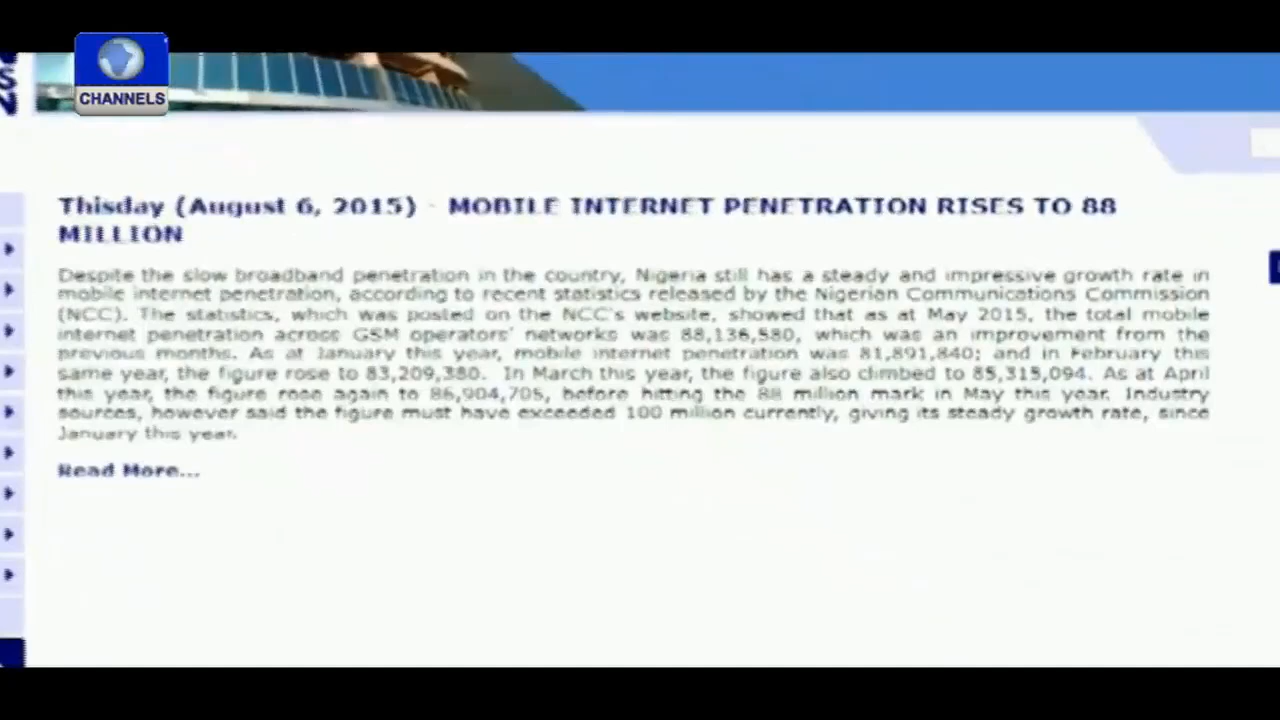 CHANNELS
Thisday (August 6, 2015) - MOBILE INTERNET PENETRATION RISES TO 88
MILLION
Despite the slow broadband penetration in the country, Nigeria still has a steady and impressive growth rate in
mobile internet penetration, according to recent statistics released by the Nigerian Communications Commission
(NCC). The statistics, which was posted on the NCC's website, showed that as at May 2015, the total mobile
internet penetration across GSM operators' networks was 88,136,580, which was an improvement from the
previous months. As at January this year, mobile internet penetration was 81,891,840; and in February this
same year, the figure rose to 83,209,380. In March this year, the figure also climbed to 85,315,094. As at April
this year, the figure rose again to 86,904,705, before hitting the 88 million mark in May this year. Industry
sources, however said the figure must have exceeded 100 million currently, giving its steady growth rate, since
January this year.
Read More...